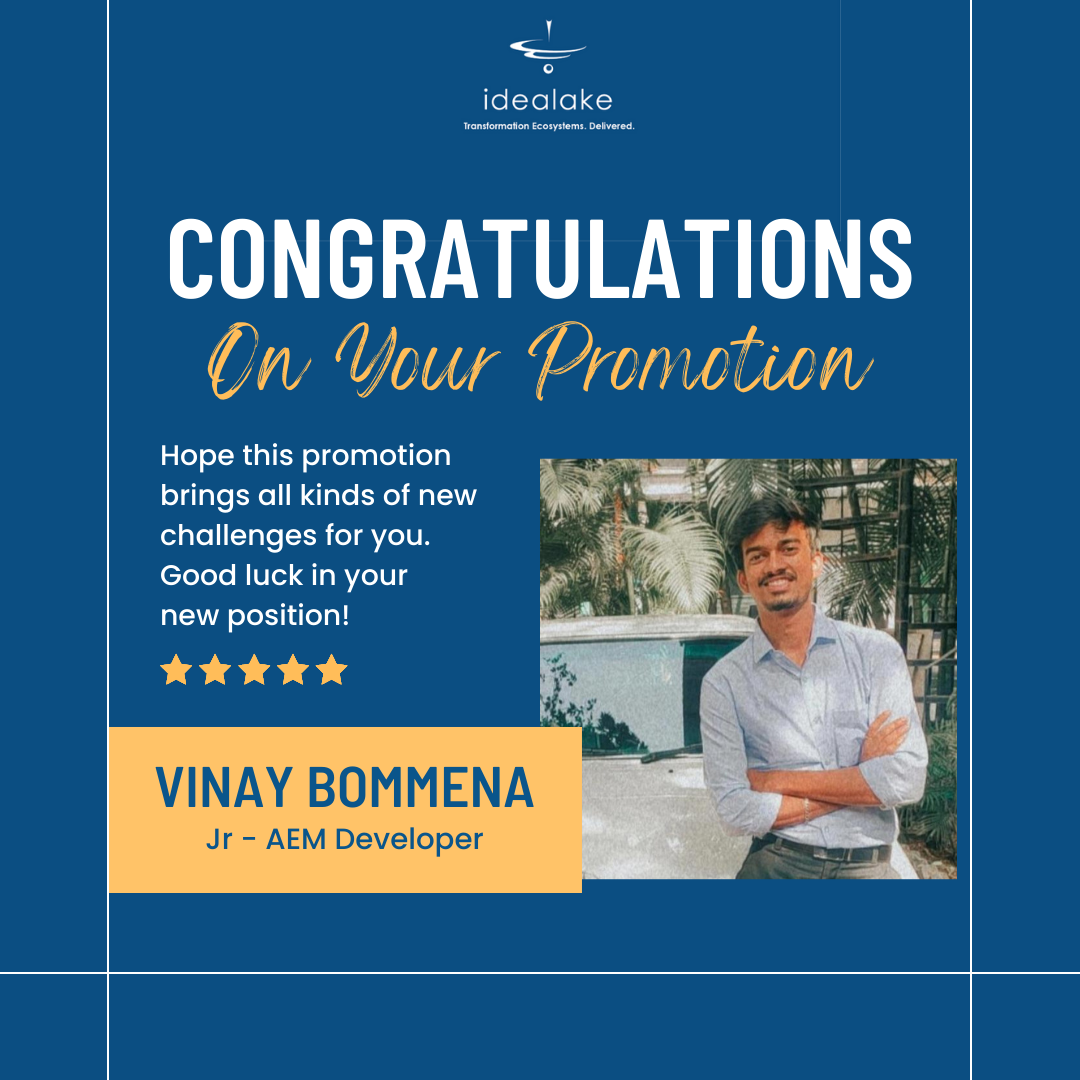 idealake
Transformation Ecosystems. Delivered.
CONGRATULATIONS
On Your Promotion
Hope this promotion
brings all kinds of new
challenges for you.
Good luck in your
new position!
VINAY BOMMENA
Jr - AEM Developer